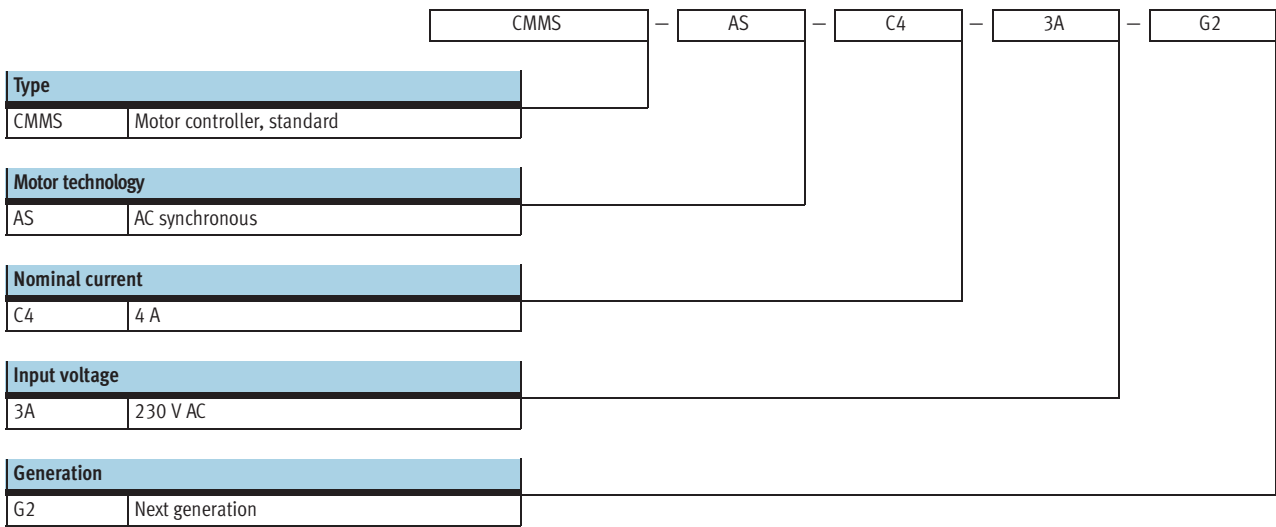 CMMS – AS – C4 – 3A – G2
Type
CMMS Motor controller, standard
Motor technology
AS AC synchronous
Nominal current
C4 4 A
Input voltage
3A 230 V AC
Generation
G2 Next generation